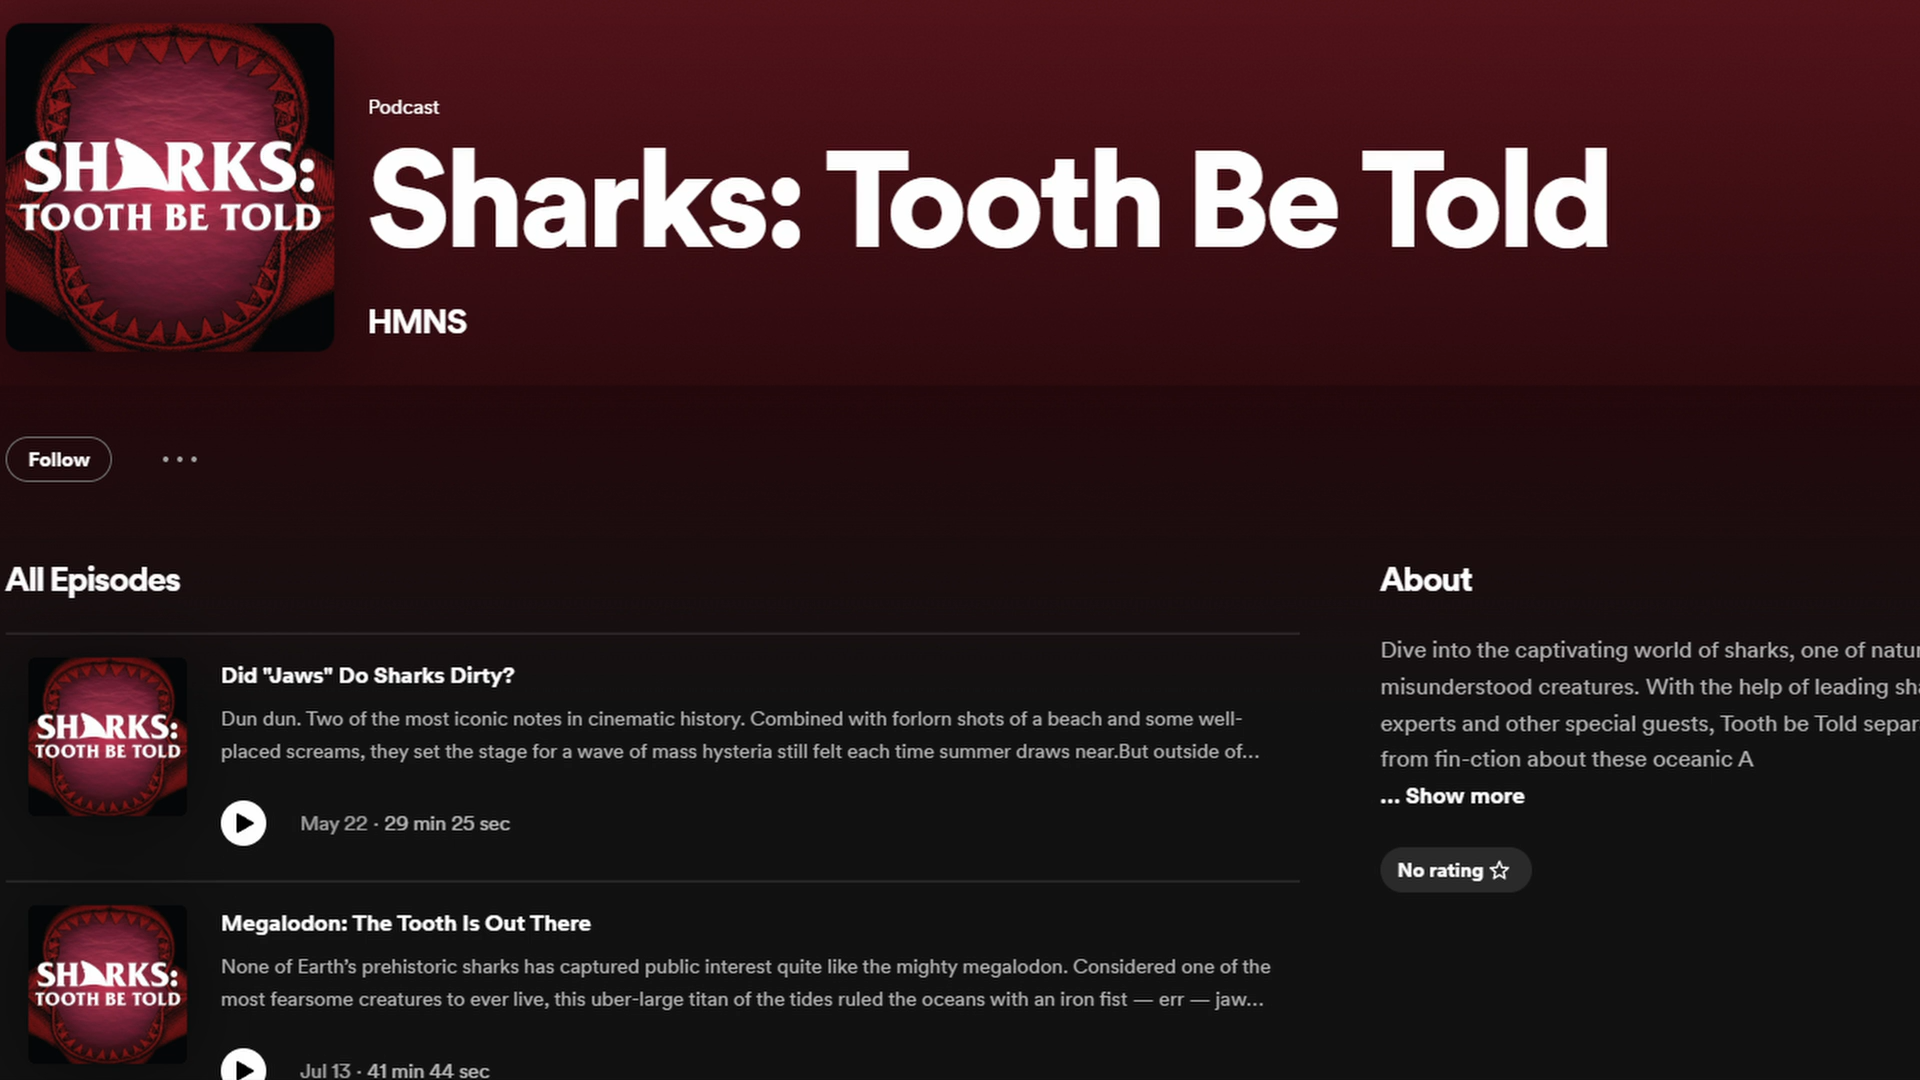 SHARKS:
TOOTH BE TOLD
Podcast
Sharks: Tooth Be Told
HMNS
Follow
All Episodes
SHARKS:
TOOTH BE TOLD
Did "Jaws" Do Sharks Dirty?
Dun dun. Two of the most iconic notes in cinematic history. Combined with forlorn shots of a beach and some well-
placed screams, they set the stage for a wave of mass hysteria still felt each time summer draws near.But outside of...
May 22 · 29 min 25 sec
SHARKS:
TOOTH BE TOLD
Megalodon: The Tooth Is Out There
None of Earth’s prehistoric sharks has captured public interest quite like the mighty megalodon. Considered one of the
most fearsome creatures to ever live, this uber-large titan of the tides ruled the oceans with an iron fist — err — jaw...
Jul 13 · 41 min 44 sec
About
Dive into the captivating world of sharks, one of
misunderstood creatures. With the help of leading
experts and other special guests, Tooth be Told
from fin-ction about these oceanic A
... Show more
No rating